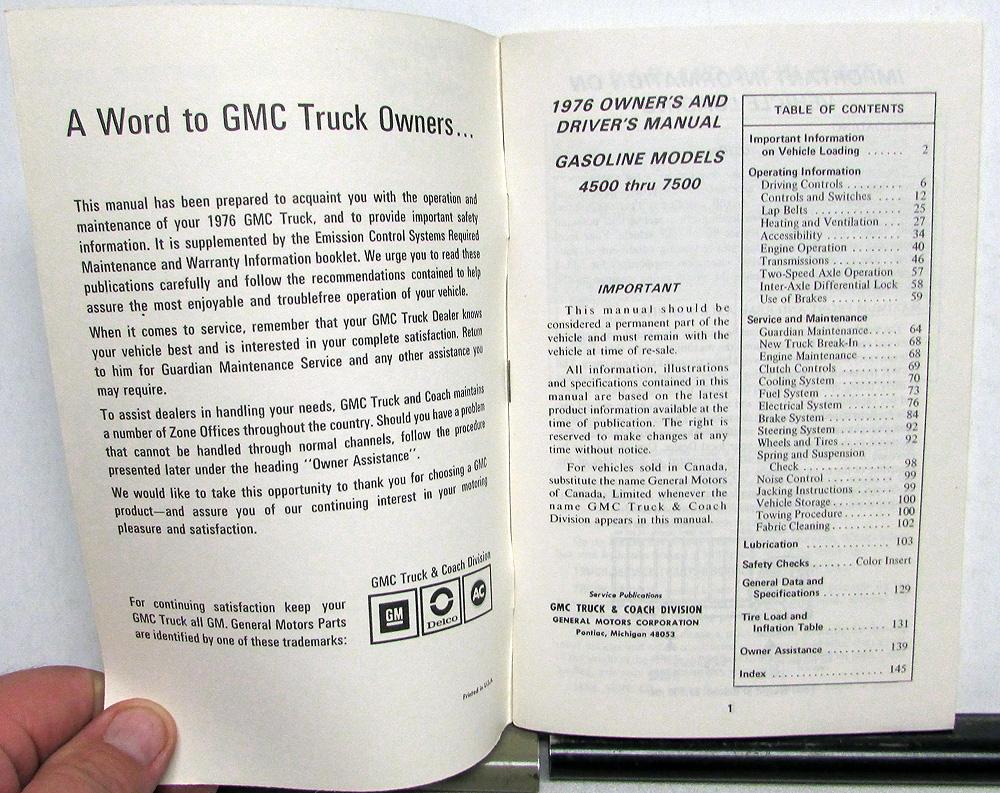 A Word to GMC Truck Owners...
This manual has been prepared to acquaint you with the operation and
maintenance of your 1976 GMC Truck, and to provide important safety
information. It is supplemented by the Emission Control Systems Required
Maintenance and Warranty Information booklet. We urge you to read these
publications carefully and follow the recommendations contained to help
assure the most enjoyable and troublefree operation of your vehicle.
When it comes to service, remember that your GMC Truck Dealer knows
your vehicle best and is interested in your complete satisfaction. Return
to him for Guardian Maintenance Service and any other assistance you
may require.
To assist dealers in handling your needs, GMC Truck and Coach maintains
a number of Zone Offices throughout the country. Should you have a problem
that cannot be handled through normal channels, follow the procedure
presented later under the heading "Owner Assistance".
We would like to take this opportunity to thank you for choosing a GMC
product—and assure you of our continuing interest in your motoring
pleasure and satisfaction.
For continuing satisfaction keep your
GMC Truck all GM. General Motors Parts
are identified by one of these trademarks:
GMC Truck & Coach Division
GM
Delco
AC
Printed in U.S.A.
1976 OWNER'S AND
DRIVER'S MANUAL
GASOLINE MODELS
4500 thru 7500
IMPORTANT
This manual should be
considered a permanent part of the
vehicle and must remain with the
vehicle at time of re-sale.
All information, illustrations
and specifications contained in this
manual are based on the latest
product information available at the
time of publication. The right is
reserved to make changes at any
time without notice.
For vehicles sold in Canada,
substitute the name General Motors
of Canada, Limited whenever the
name GMC Truck & Coach
Division appears in this manual.
Service Publications
GMC TRUCK & COACH DIVISION
GENERAL MOTORS CORPORATION
Pontiac, Michigan 48053
TABLE OF CONTENTS
Important Information
on Vehicle Loading ...... 2
Operating Information
Driving Controls ......... 6
Controls and Switches .... 12
Lap Belts ............. 25
Heating and Ventilation ... 27
Accessibility ............ 34
Engine Operation ........ 40
Transmissions .......... 46
Two-Speed Axle Operation 57
Inter-Axle Differential Lock 58
Use of Brakes ........... 59
Service and Maintenance
Guardian Maintenance..... 64
New Truck Break-In ...... 68
Engine Maintenance ...... 68
Clutch Controls ......... 69
Cooling System ......... 70
Fuel System ............ 73
Electrical System ........ 76
Brake System ........... 84
Steering System ......... 92
Wheels and Tires ........ 92
Spring and Suspension
Check ............... 98
Noise Control ........... 99
Jacking Instructions ...... 99
Vehicle Storage.......... 100
Towing Procedure........ 100
Fabric Cleaning.......... 102
Lubrication ............. 103
Safety Checks ....... Color Insert
General Data and
Specifications ........... 129
Tire Load and
Inflation Table .......... 131
Owner Assistance .......... 139
Index .................... 145
1